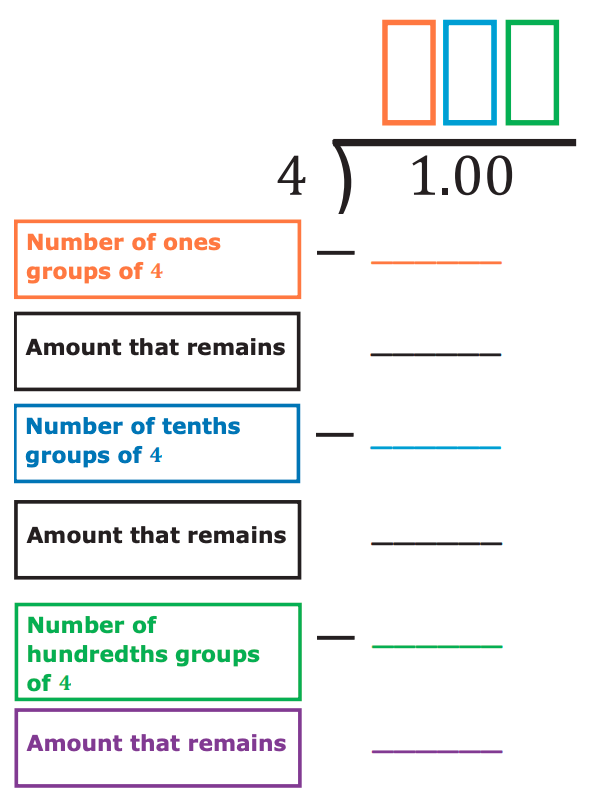 4 ) 1.00
Number of ones
groups of 4
−
Amount that remains
Number of tenths
groups of 4
−
Amount that remains
Number of
hundredths groups
of 4
−
Amount that remains